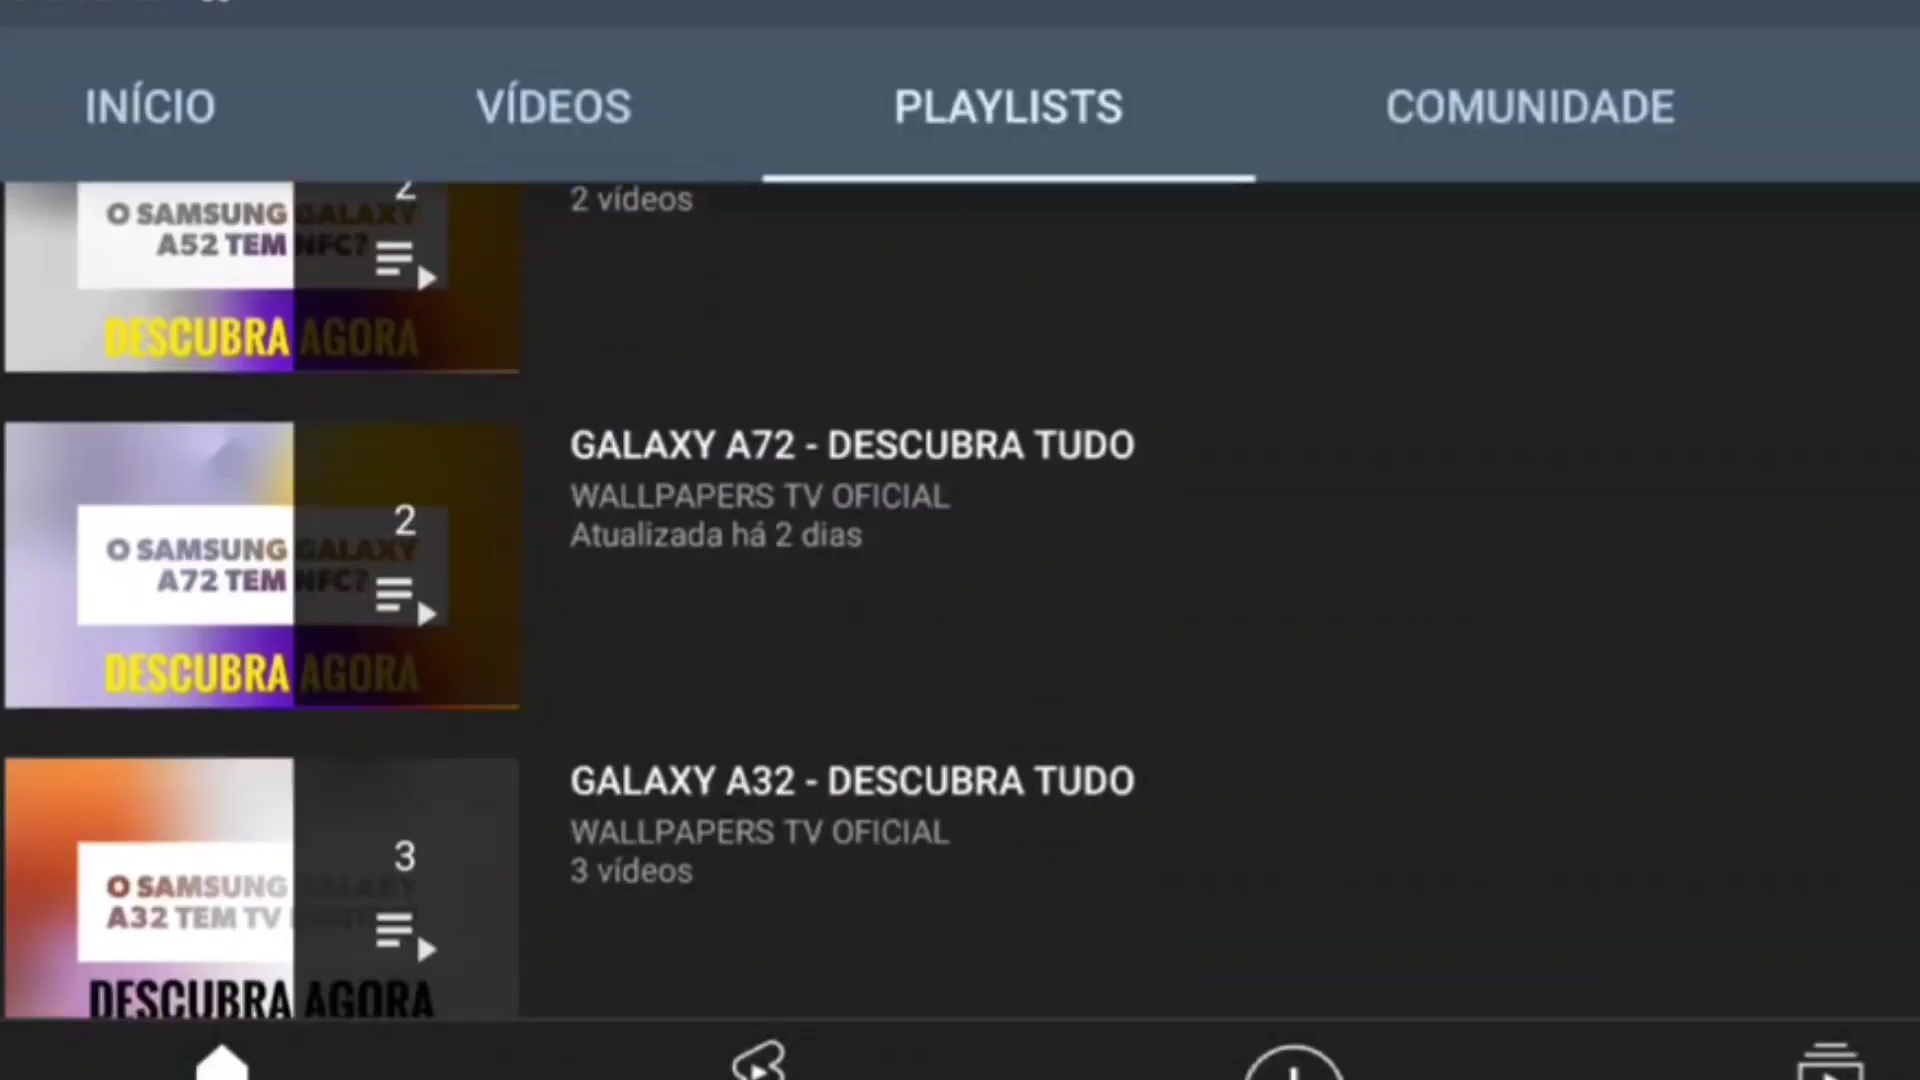 INÍCIO
VÍDEOS
PLAYLISTS
COMUNIDADE
2
2 vídeos
O SAMSUNG GALAXY
A52 TEM NFC?
DESCUBRA AGORA
GALAXY A72 - DESCUBRA TUDO
WALLPAPERS TV OFICIAL
Atualizada há 2 dias
2
O SAMSUNG GALAXY
A72 TEM NFC?
DESCUBRA AGORA
GALAXY A32 - DESCUBRA TUDO
WALLPAPERS TV OFICIAL
3 vídeos
3
O SAMSUNG GALAXY
A32 TEM TV
DESCUBRA AGORA